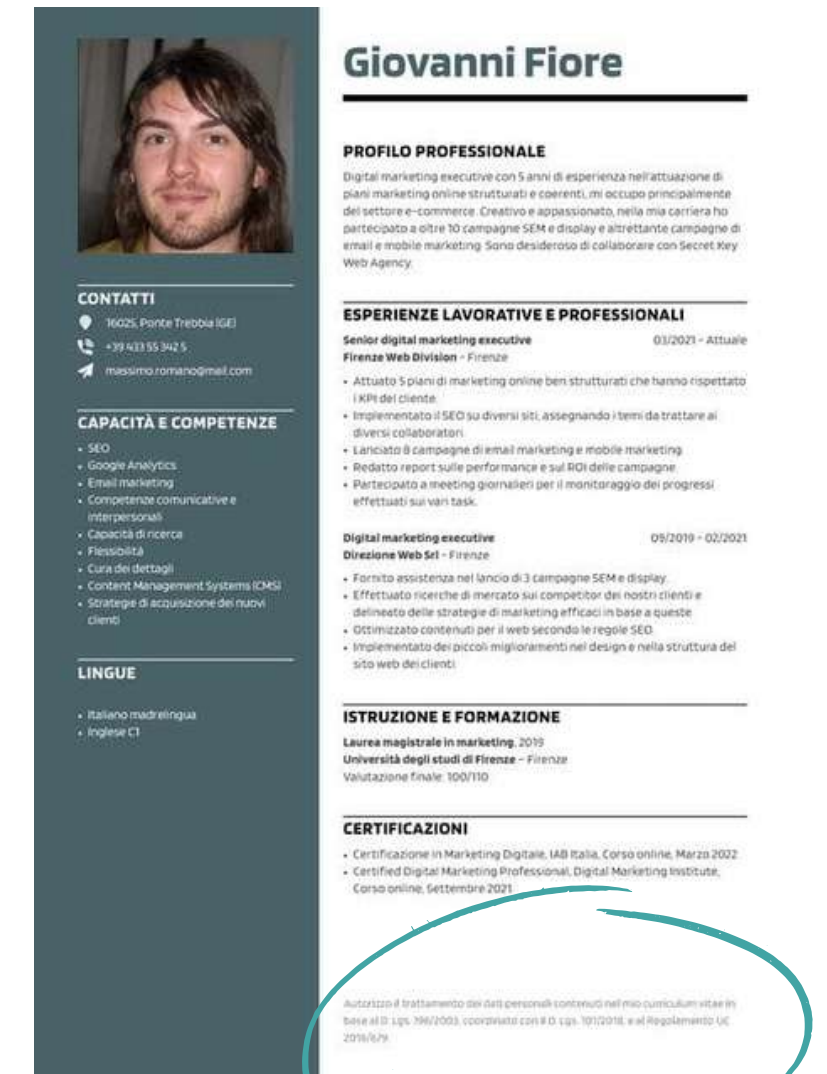 Giovanni Fiore
CONTATTI
16025, Ponte Trebbia (GE)
+39 433 55 342 5
massimo.romano@mail.com
CAPACITÀ E COMPETENZE
• SEO
• Google Analytics
• Email marketing
• Competenze comunicative e
interpersonali
• Capacità di ricerca
• Flessibilità
• Cura dei dettagli
• Content Management Systems (CMS)
• Strategie di acquisizione dei nuovi
clienti
LINGUE
• Italiano madrelingua
• Inglese C1
PROFILO PROFESSIONALE
Digital marketing executive con 5 anni di esperienza nell'attuazione di
piani marketing online strutturati e coerenti, mi occupo principalmente
del settore e-commerce. Creativo e appassionato, nella mia carriera ho
partecipato a oltre 10 campagne SEM e display e altrettante campagne di
email e mobile marketing. Sono desideroso di collaborare con Secret Key
Web Agency.
ESPERIENZE LAVORATIVE E PROFESSIONALI
Senior digital marketing executive 03/2021 - Attuale
Firenze Web Division - Firenze
• Attuato 5 piani di marketing online ben strutturati che hanno rispettato
i KPI del cliente.
• Implementato il SEO su diversi siti, assegnando i temi da trattare ai
diversi collaboratori.
• Lanciato 8 campagne di email marketing e mobile marketing.
• Redatto report sulle performance e sul ROI delle campagne.
• Partecipato a meeting giornalieri per il monitoraggio dei progressi
effettuati sui vari task.
Digital marketing executive 09/2019 - 02/2021
Direzione Web Srl - Firenze
• Fornito assistenza nel lancio di 3 campagne SEM e display.
• Effettuato ricerche di mercato sui competitor dei nostri clienti e
delineato delle strategie di marketing efficaci in base a queste.
• Ottimizzato contenuti per il web secondo le regole SEO.
• Implementato dei piccoli miglioramenti nel design e nella struttura del
sito web dei clienti.
ISTRUZIONE E FORMAZIONE
Laurea magistrale in marketing, 2019
Università degli studi di Firenze - Firenze
Valutazione finale: 100/110
CERTIFICAZIONI
• Certificazione in Marketing Digitale, IAB Italia, Corso online, Marzo 2022
• Certified Digital Marketing Professional, Digital Marketing Institute,
Corso online, Settembre 2021
Autorizzo il trattamento dei dati personali contenuti nel mio curriculum vitae in
base al D. Lgs. 196/2003, coordinato con il D. Lgs. 101/2018, e al Regolamento UE
2016/679.